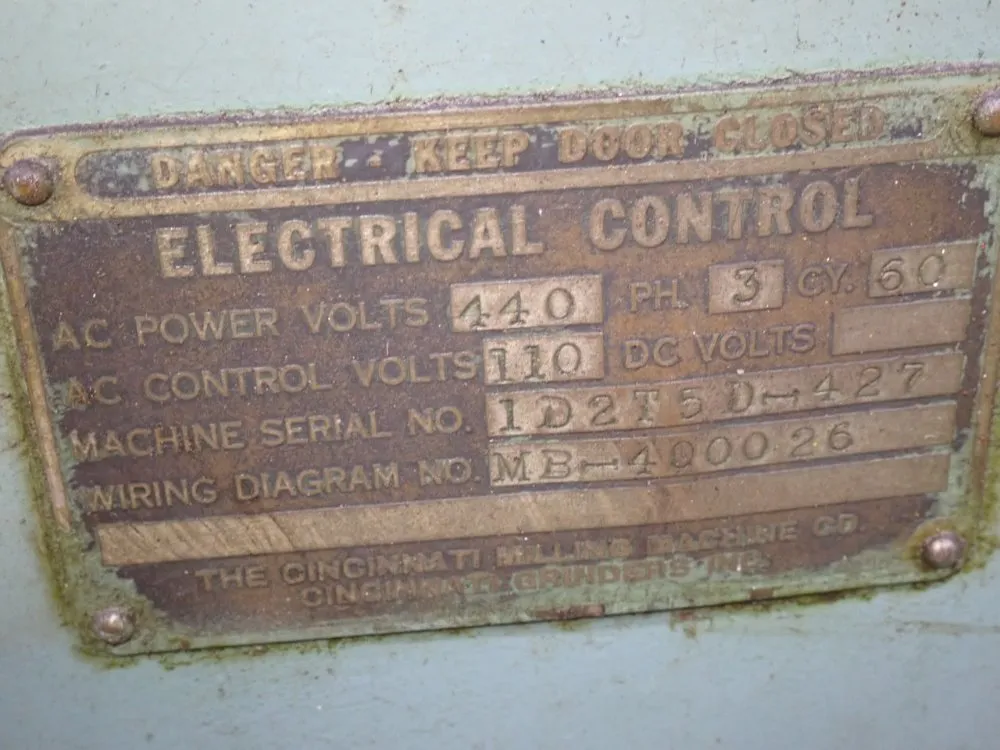 DANGER · KEEP DOOR CLOSED
ELECTRICAL CONTROL
AC POWER VOLTS 440 PH. 3 CY. 60
AC CONTROL VOLTS 110 DC VOLTS
MACHINE SERIAL NO. 1D2T5D-427
WIRING DIAGRAM NO. MB-400026
THE CINCINNATI MILLING MACHINE CO.
CINCINNATI GRINDERS INC.